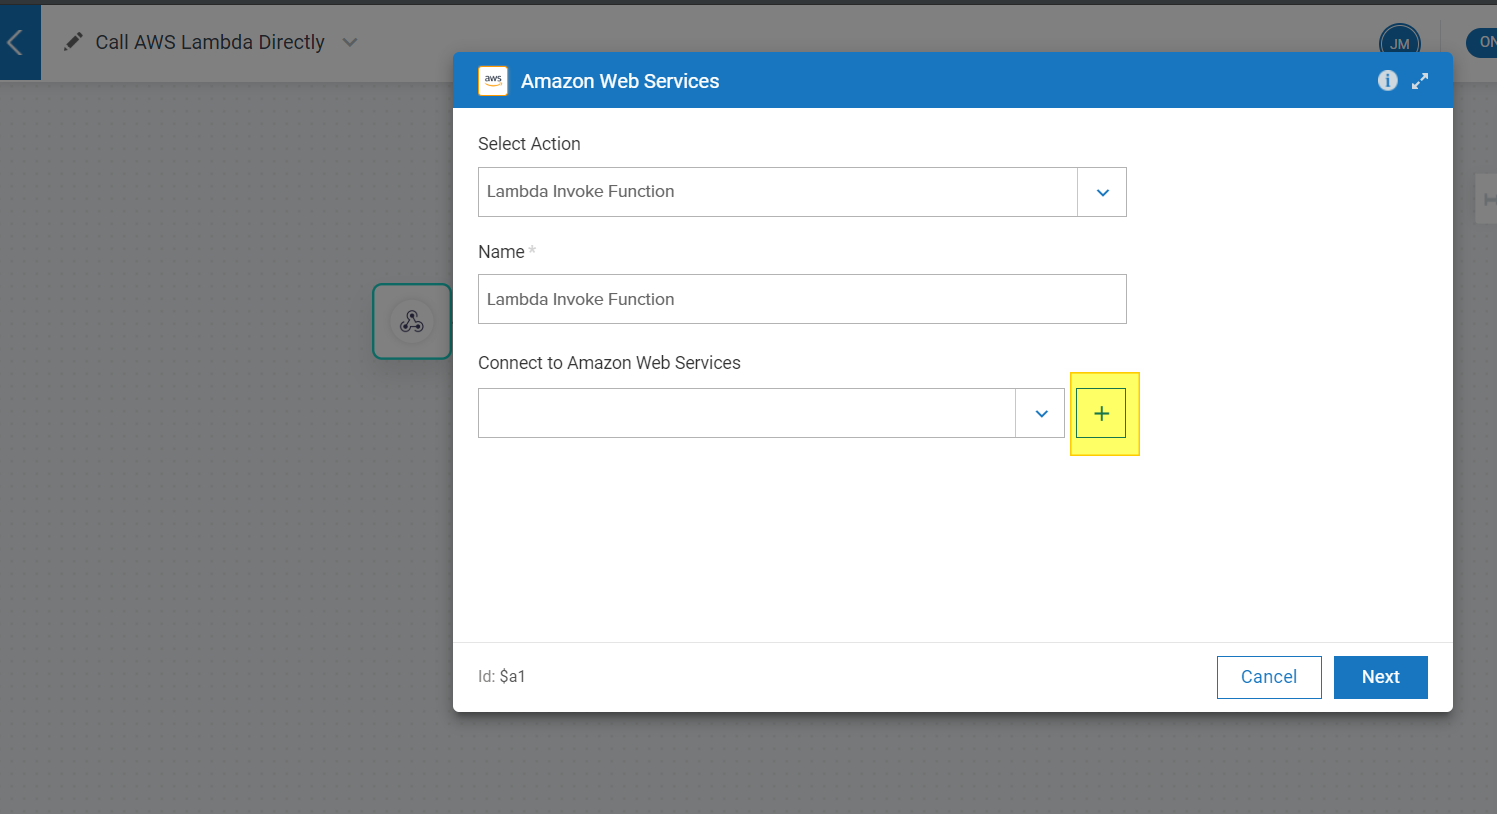 Call AWS Lambda Directly
JM
ON
aws
Amazon Web Services
Select Action
Lambda Invoke Function
Name *
Lambda Invoke Function
Connect to Amazon Web Services
+
Id: $a1
Cancel
Next